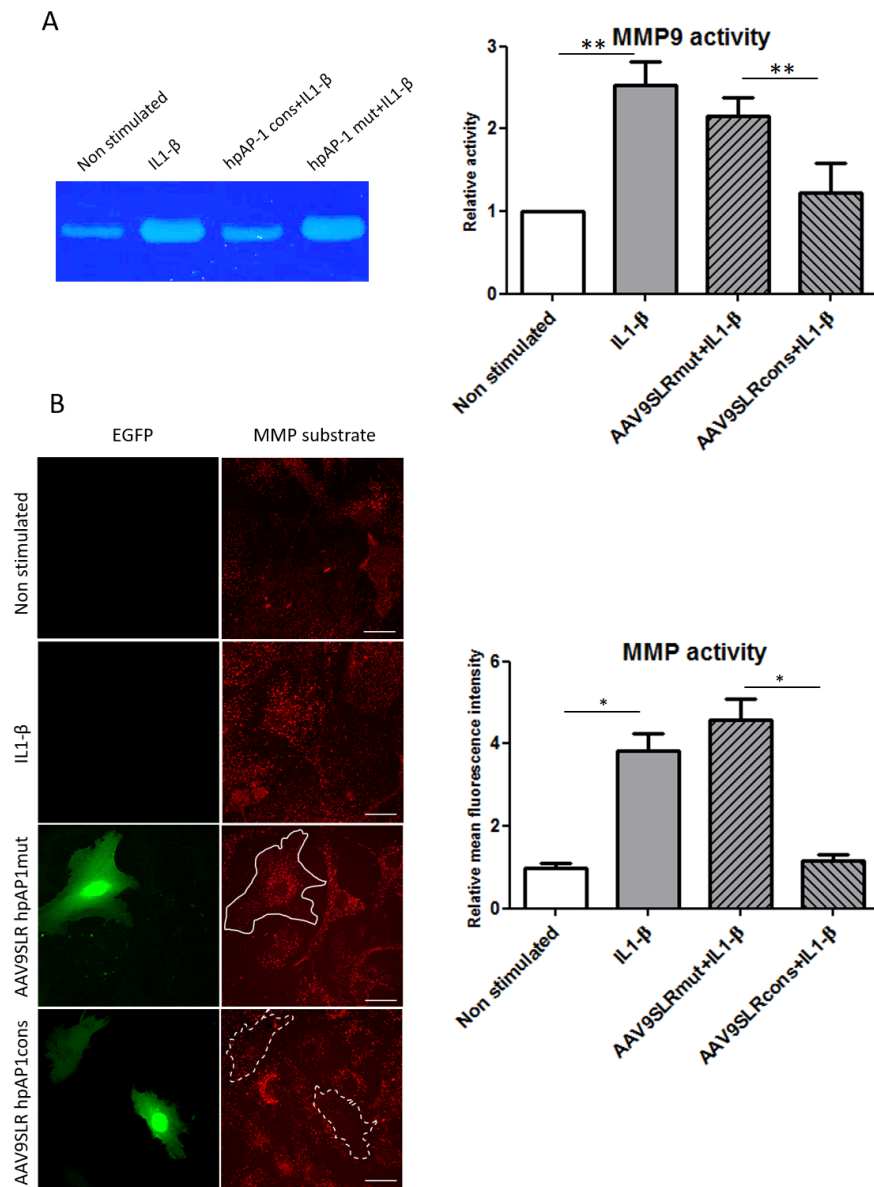 A
Non stimulated
IL1-β
hpAP-1 cons+IL1-β
hpAP-1 mut+IL1-β
MMP9 activity
Relative activity
3
2
1
0
**
**
Non stimulated
IL1-β
AAV9SLRmut+IL1-β
AAV9SLRcons+IL1-β
B
EGFP
MMP substrate
Non stimulated
IL1-β
AAV9SLR hpAP1mut
AAV9SLR hpAP1cons
MMP activity
Relative mean fluorescence intensity
6
4
2
0
*
*
Non stimulated
IL1-β
AAV9SLRmut+IL1-β
AAV9SLRcons+IL1-β